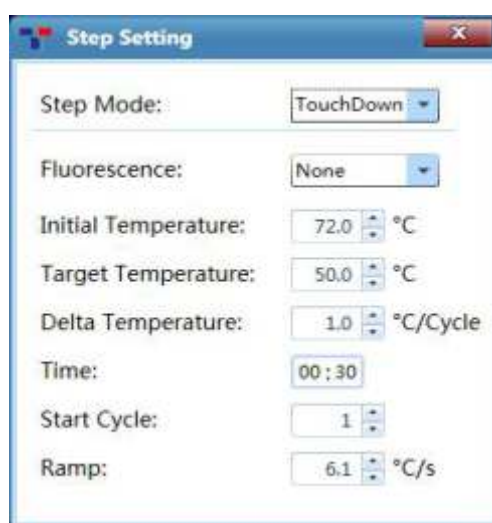 Step Setting
Step Mode: TouchDown
Fluorescence: None
Initial Temperature: 72.0 °C
Target Temperature: 50.0 °C
Delta Temperature: 1.0 °C/Cycle
Time: 00 : 30
Start Cycle: 1
Ramp: 6.1 °C/s